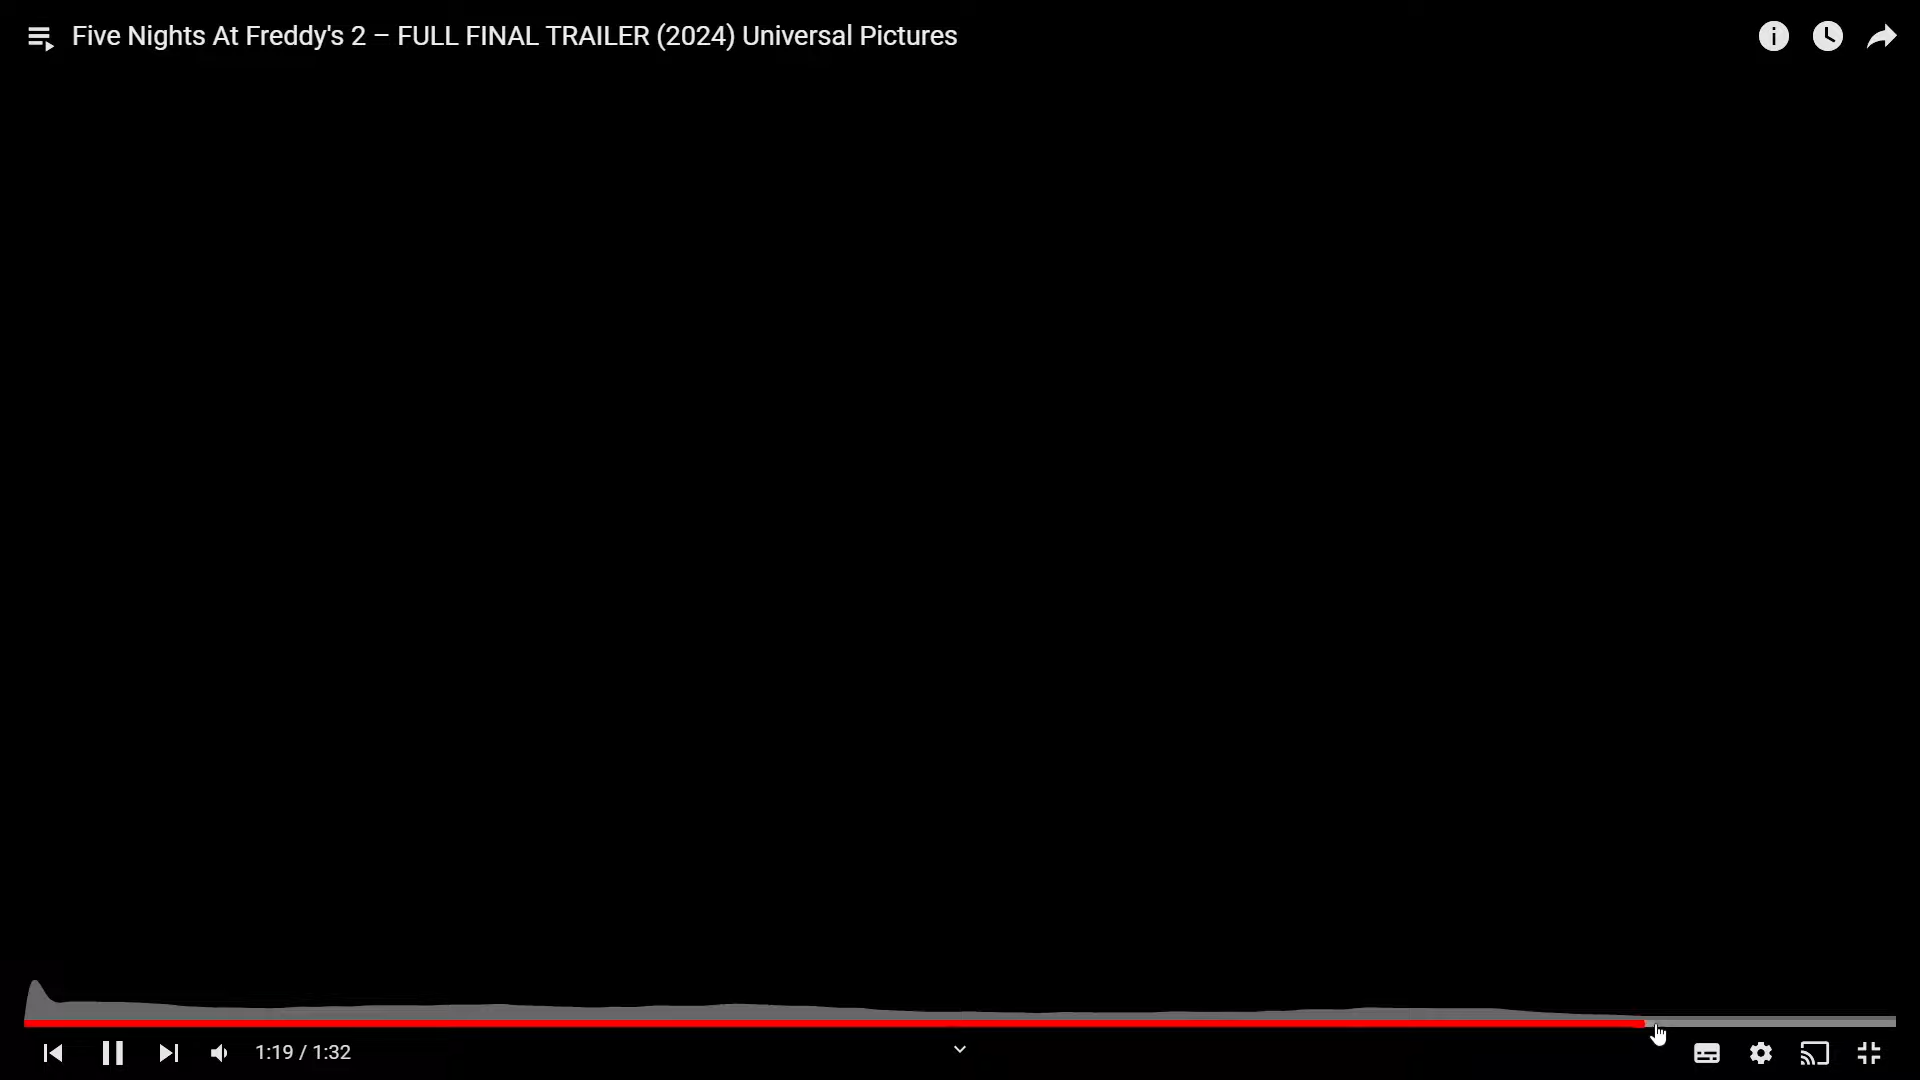 Five Nights At Freddy's 2 – FULL FINAL TRAILER (2024) Universal Pictures
1:19 / 1:32